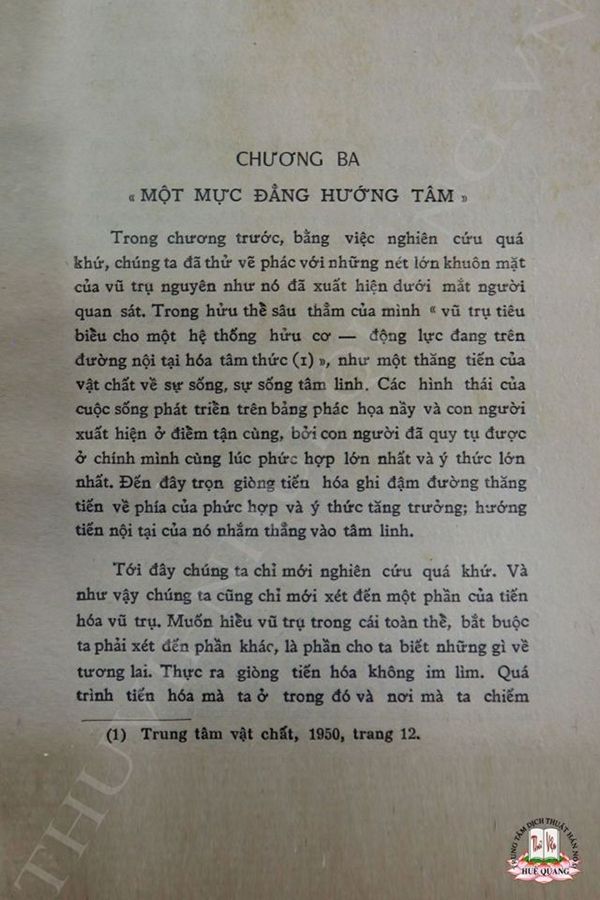 CHƯƠNG BA
« MỘT MỰC ĐẲNG HƯỚNG TÂM »
Trong chương trước, bằng việc nghiên cứu quá
khứ, chúng ta đã thử vẽ phác với những nét lớn khuôn mặt
của vũ trụ nguyên như nó đã xuất hiện dưới mắt người
quan sát. Trong hửu thể sâu thẳm của mình « vũ trụ tiêu
biểu cho một hệ thống hửu cơ — động lực đang trên
đường nội tại hóa tâm thức (1) », như một thăng tiến của
vật chất về sự sống, sự sống tâm linh. Các hình thái của
cuộc sống phát triển trên bảng phác họa nầy và con người
xuất hiện ở điểm tận cùng, bởi con người đã quy tụ được
ở chính mình cùng lúc phức hợp lớn nhất và ý thức lớn
nhất. Đến đây trọn giòng tiến hóa ghi đậm đường thăng
tiến về phía của phức hợp và ý thức tăng trưởng; hướng
tiến nội tại của nó nhắm thẳng vào tâm linh.
Tới đây chúng ta chỉ mới nghiên cứu quá khứ. Và
như vậy chúng ta cũng chỉ mới xét đến một phần của tiến
hóa vũ trụ. Muốn hiểu vũ trụ trong cái toàn thể, bắt buộc
ta phải xét đến phần khác, là phần cho ta biết những gì về
tương lai. Thực ra giòng tiến hóa không im lìm. Quá
trình tiến hóa mà ta ở trong đó và nơi mà ta chiếm
(1) Trung tâm vật chất, 1950, trang 12.
TRUNG TÂM DỊCH THUẬT HÁN NÔM
HUỆ QUANG